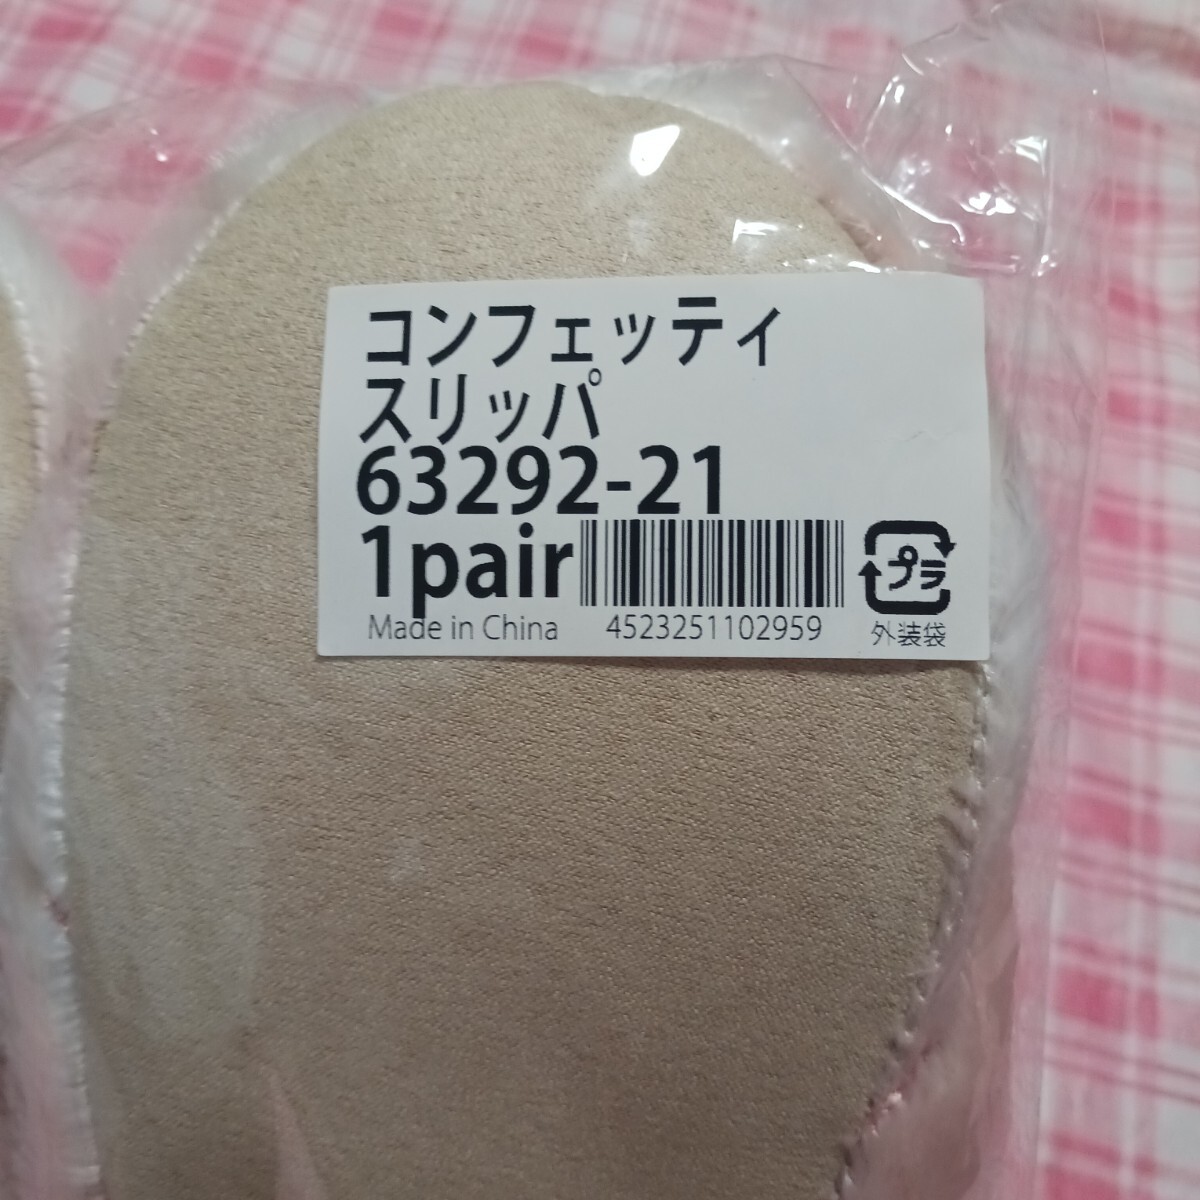 コンフェッティ
スリッパ
63292-21
1pair
Made in China
4523251102959
プラ
外装袋